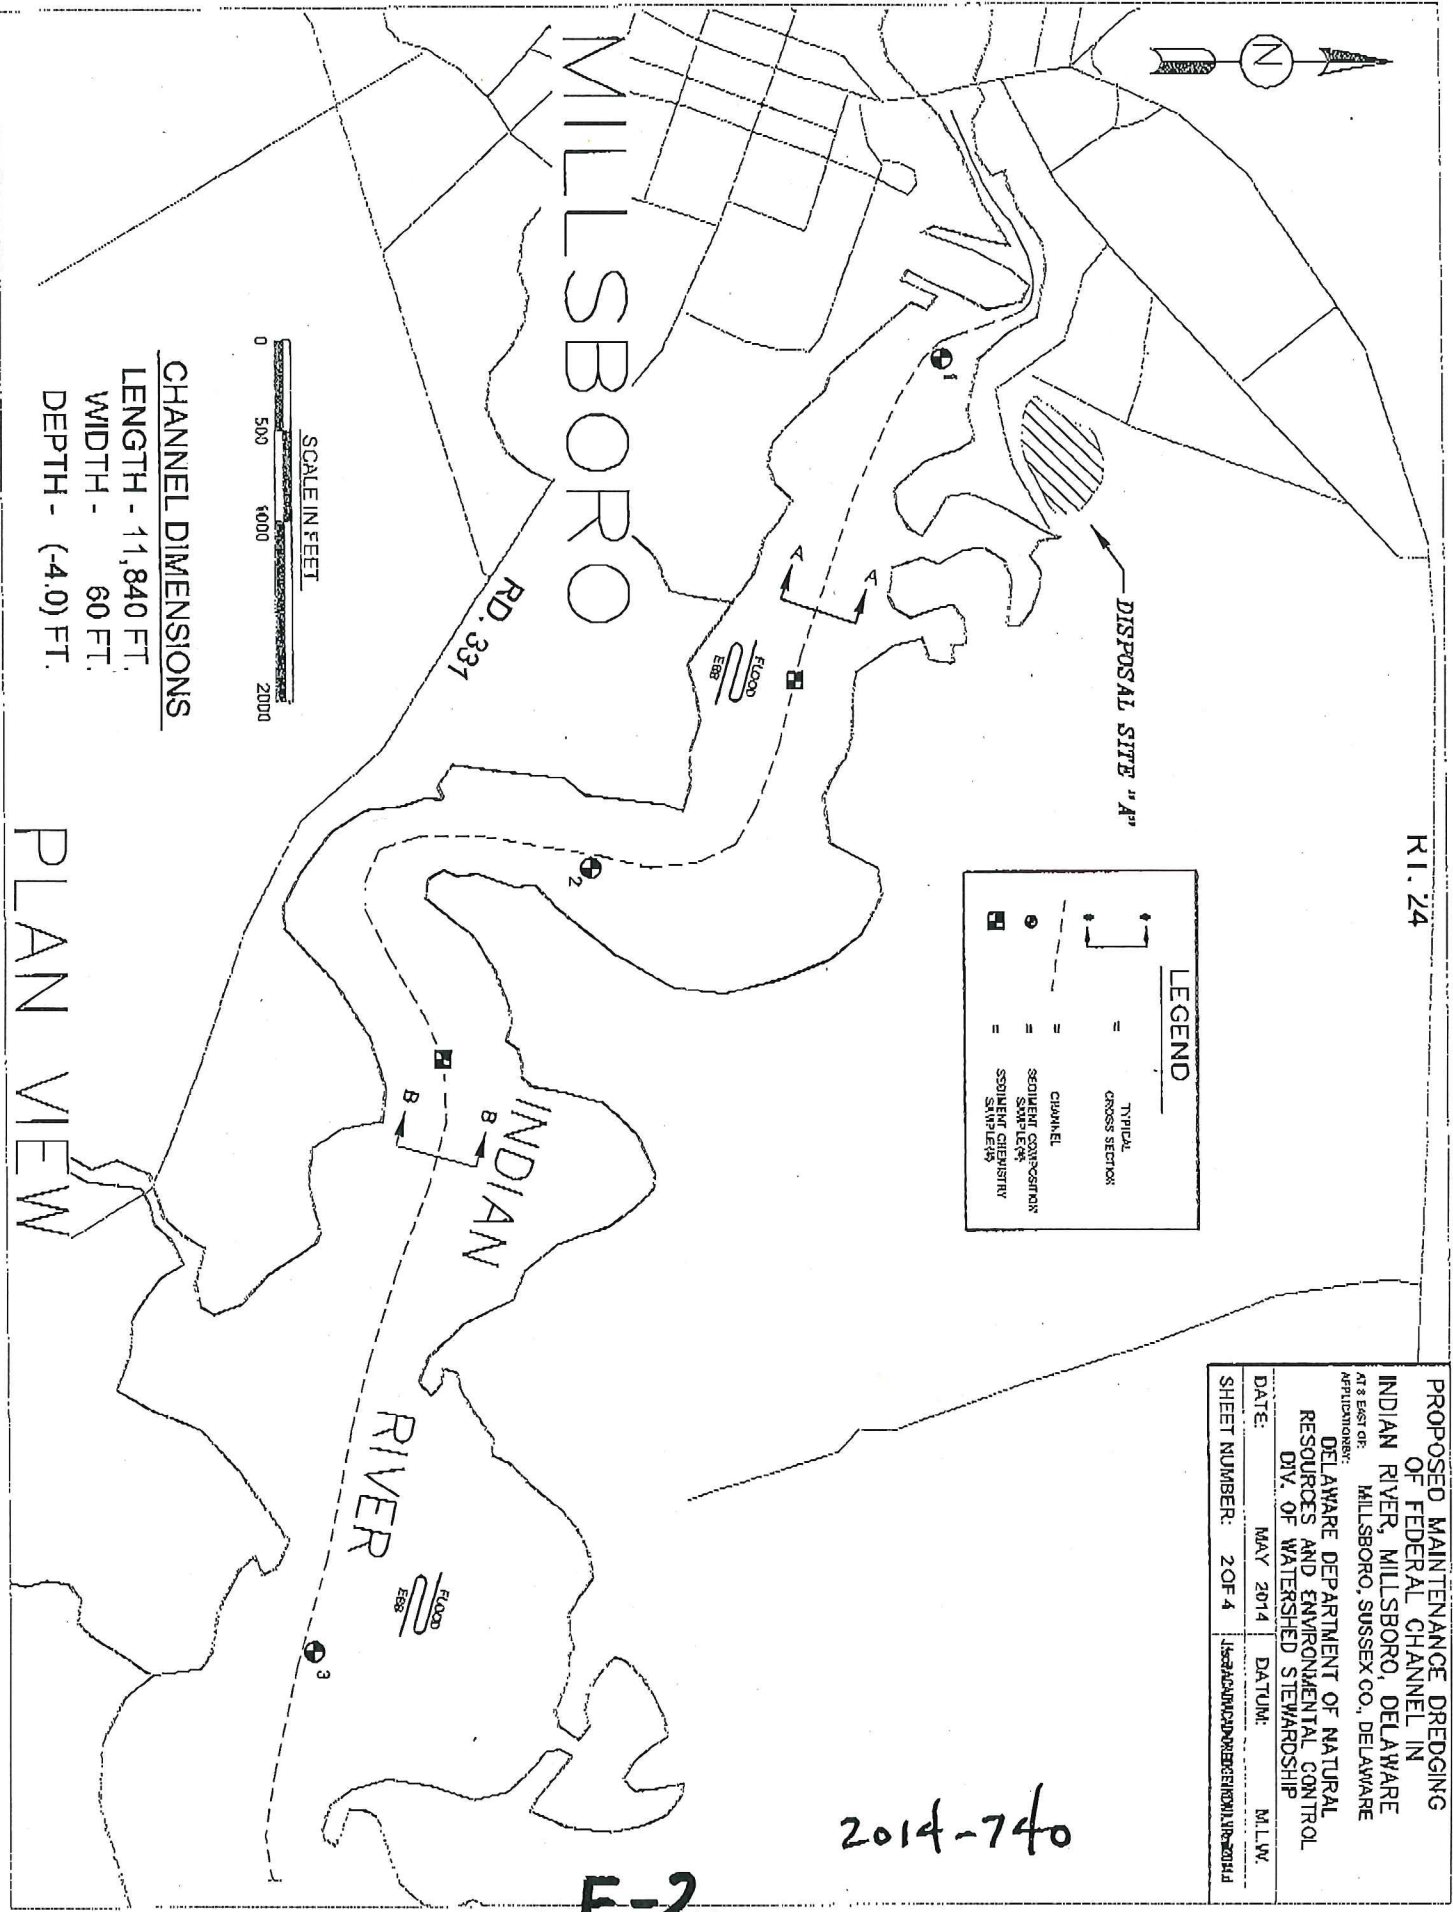 N
RT. 24
PROPOSED MAINTENANCE DREDGING
OF FEDERAL CHANNEL IN
INDIAN RIVER, MILLSBORO, DELAWARE
AT & EAST OF: MILLSBORO, SUSSEX CO., DELAWARE
APPLICATION BY:
DELAWARE DEPARTMENT OF NATURAL
RESOURCES AND ENVIRONMENTAL CONTROL
DIV. OF WATERSHED STEWARDSHIP
DATE: MAY 2014 DATUM: M.L.W.
SHEET NUMBER: 2 OF 4
DISPOSAL SITE "A"
LEGEND
= TYPICAL
CROSS SECTION
= CHANNEL
= SEDIMENT COMPOSITION
SAMPLE(#)
= SEDIMENT CHEMISTRY
SAMPLE(#)
1
A
A
FLOOD
EBB
MILLSBORO
2
RD. 331
INDIAN
B
B
RIVER
FLOOD
EBB
3
SCALE IN FEET
0 500 1000 2000
CHANNEL DIMENSIONS
LENGTH - 11,840 FT.
WIDTH - 60 FT.
DEPTH - (-4.0) FT.
PLAN VIEW
2014-740
E-2